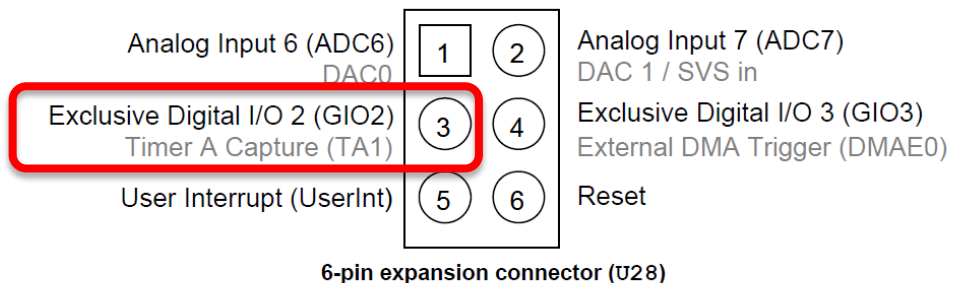 Analog Input 6 (ADC6) 1 2 Analog Input 7 (ADC7)
DAC0 DAC 1 / SVS in
Exclusive Digital I/O 2 (GIO2) 3 4 Exclusive Digital I/O 3 (GIO3)
Timer A Capture (TA1) External DMA Trigger (DMAE0)
User Interrupt (UserInt) 5 6 Reset
6-pin expansion connector (U28)